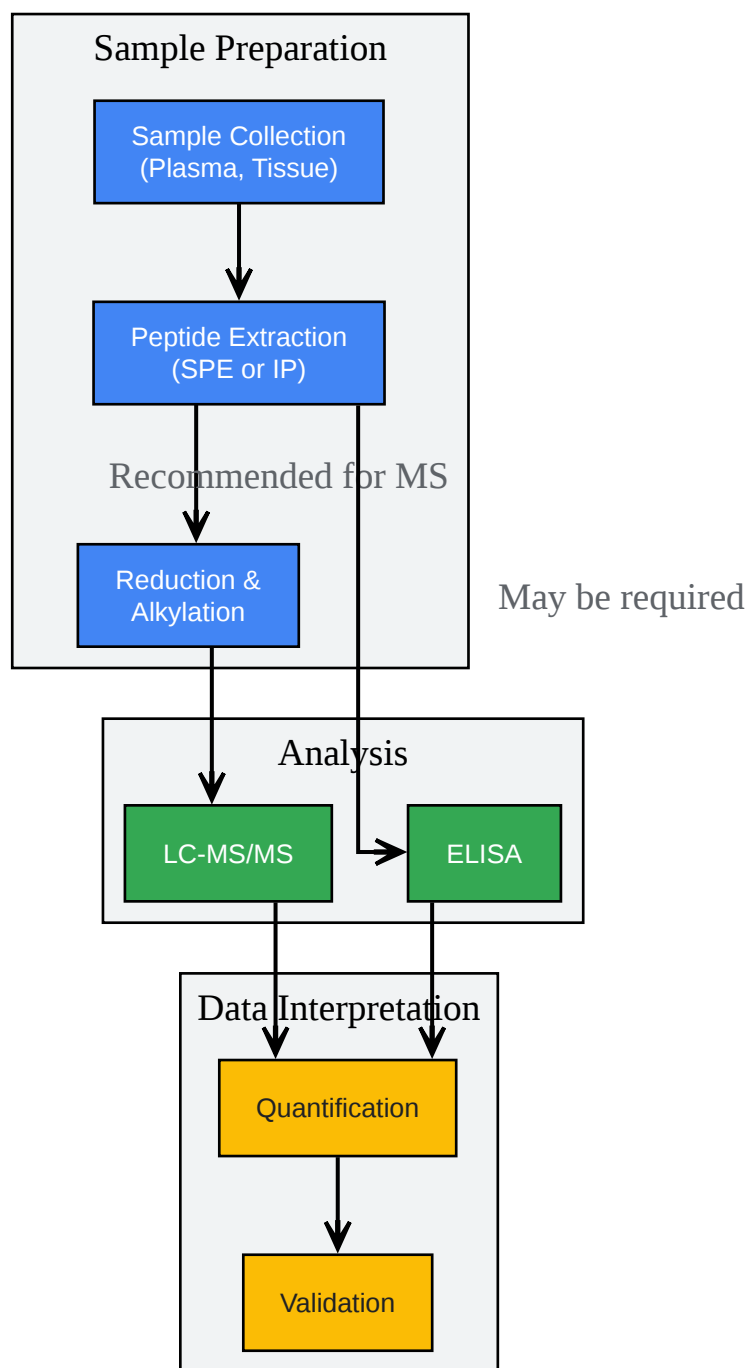 Sample Preparation
Sample Collection
(Plasma, Tissue)
Peptide Extraction
(SPE or IP)
Recommended for MS
Reduction &
Alkylation
May be required
Analysis
LC-MS/MS
ELISA
Data Interpretation
Quantification
Validation